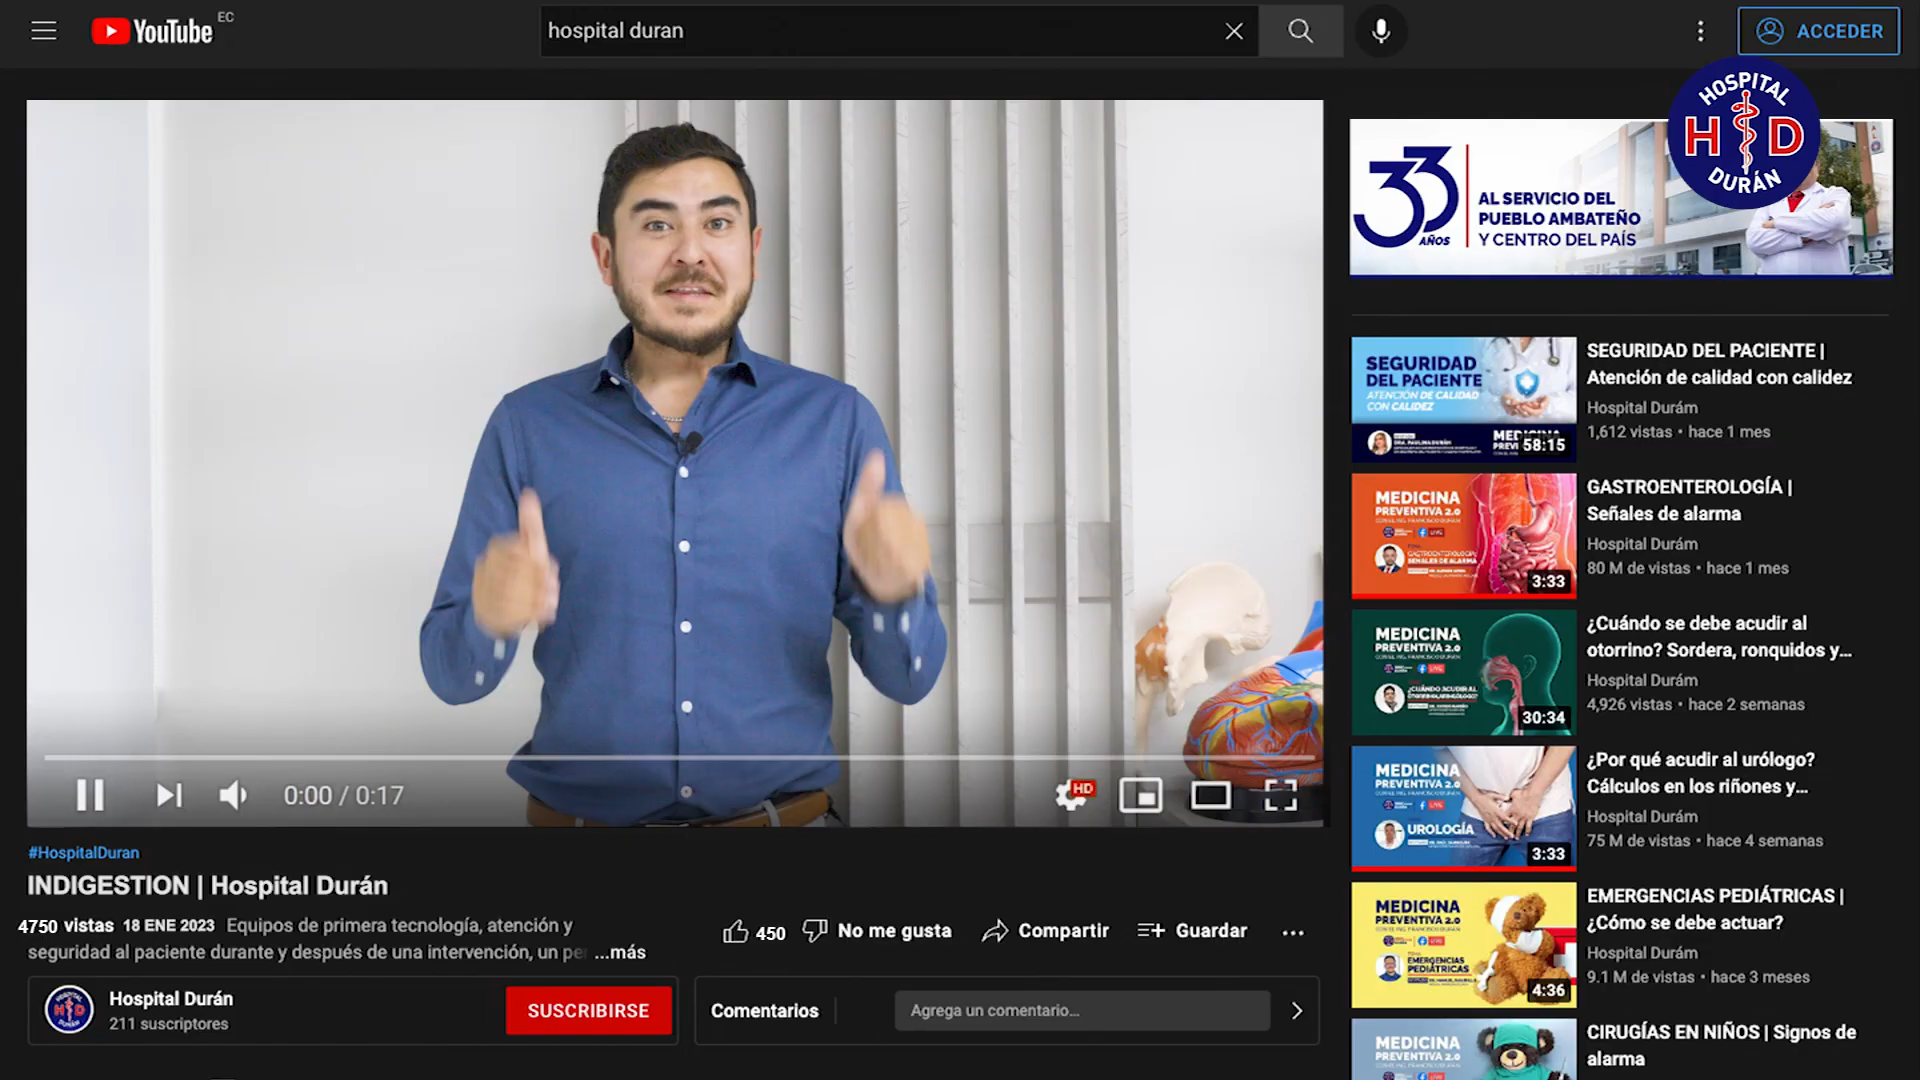 YouTube EC
hospital duran
ACCEDER
HOSPITAL
H D
DURÁN
33
AÑOS
AL SERVICIO DEL
PUEBLO AMBATEÑO
Y CENTRO DEL PAÍS
0:00 / 0:17
HD
#HospitalDuran
INDIGESTION | Hospital Durán
4750 vistas 18 ENE 2023 Equipos de primera tecnología, atención y
seguridad al paciente durante y después de una intervención, un pe ...más
450
No me gusta
Compartir
Guardar
Hospital Durán
211 suscriptores
SUSCRIBIRSE
Comentarios
Agrega un comentario...
SEGURIDAD
DEL PACIENTE
ATENCIÓN DE CALIDAD
CON CALIDEZ
58:15
SEGURIDAD DEL PACIENTE |
Atención de calidad con calidez
Hospital Durám
1,612 vistas • hace 1 mes
MEDICINA
PREVENTIVA 2.0
GASTROENTEROLOGÍA
SEÑALES DE ALARMA
3:33
GASTROENTEROLOGÍA |
Señales de alarma
Hospital Durám
80 M de vistas • hace 1 mes
MEDICINA
PREVENTIVA 2.0
30:34
¿Cuándo se debe acudir al
otorrino? Sordera, ronquidos y...
Hospital Durám
4,926 vistas • hace 2 semanas
MEDICINA
PREVENTIVA 2.0
UROLOGÍA
3:33
¿Por qué acudir al urólogo?
Cálculos en los riñones y...
Hospital Durám
75 M de vistas • hace 4 semanas
MEDICINA
PREVENTIVA 2.0
EMERGENCIAS
PEDIÁTRICAS
4:36
EMERGENCIAS PEDIÁTRICAS |
¿Cómo se debe actuar?
Hospital Durám
9.1 M de vistas • hace 3 meses
MEDICINA
PREVENTIVA 2.0
CIRUGÍAS EN NIÑOS | Signos de
alarma